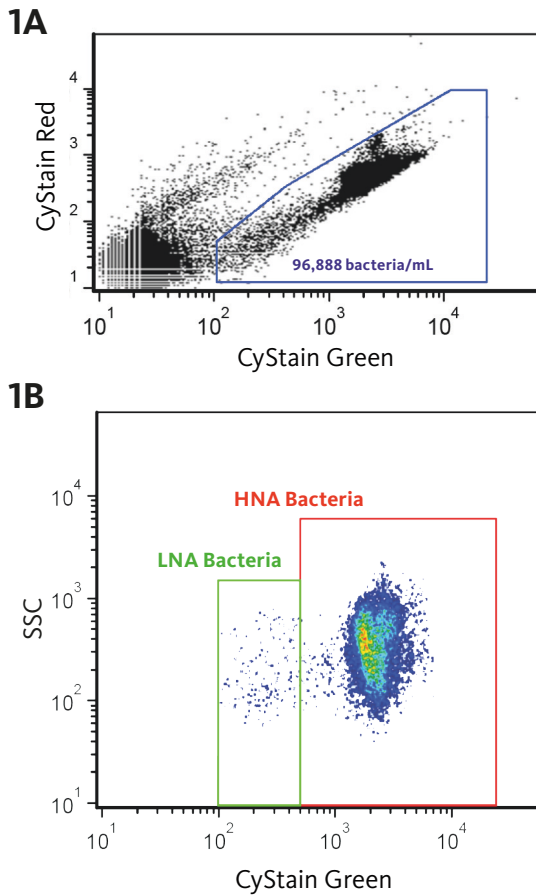 1A
CyStain Red
4
3
2
1
96,888 bacteria/mL
10¹ 10² 10³ 10⁴
CyStain Green
1B
SSC
10⁴
10³
10²
10¹
HNA Bacteria
LNA Bacteria
10¹ 10² 10³ 10⁴
CyStain Green